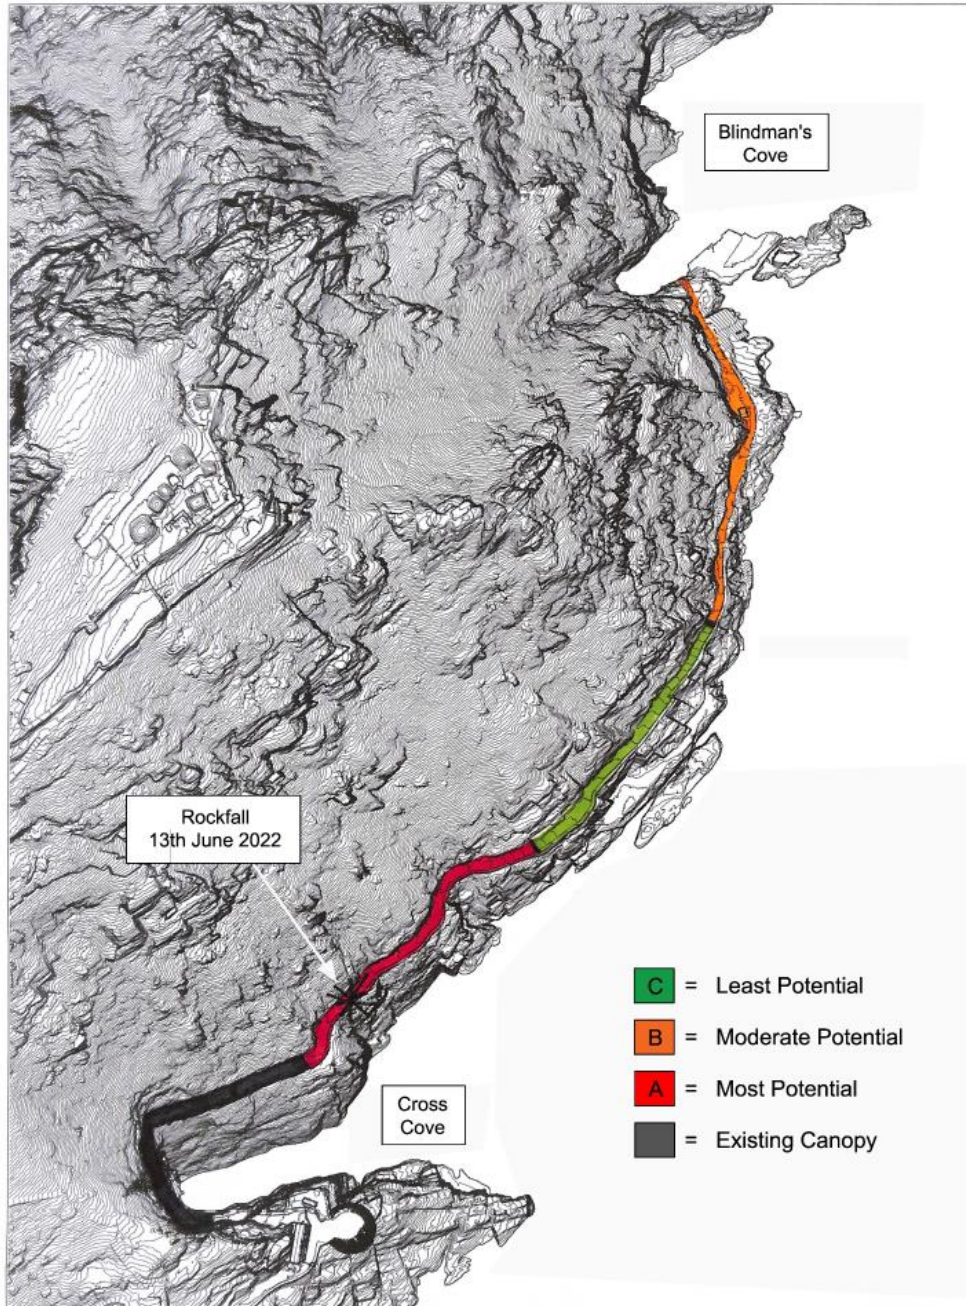 Blindman's
Cove
Rockfall
13th June 2022
C = Least Potential
B = Moderate Potential
A = Most Potential
= Existing Canopy
Cross
Cove